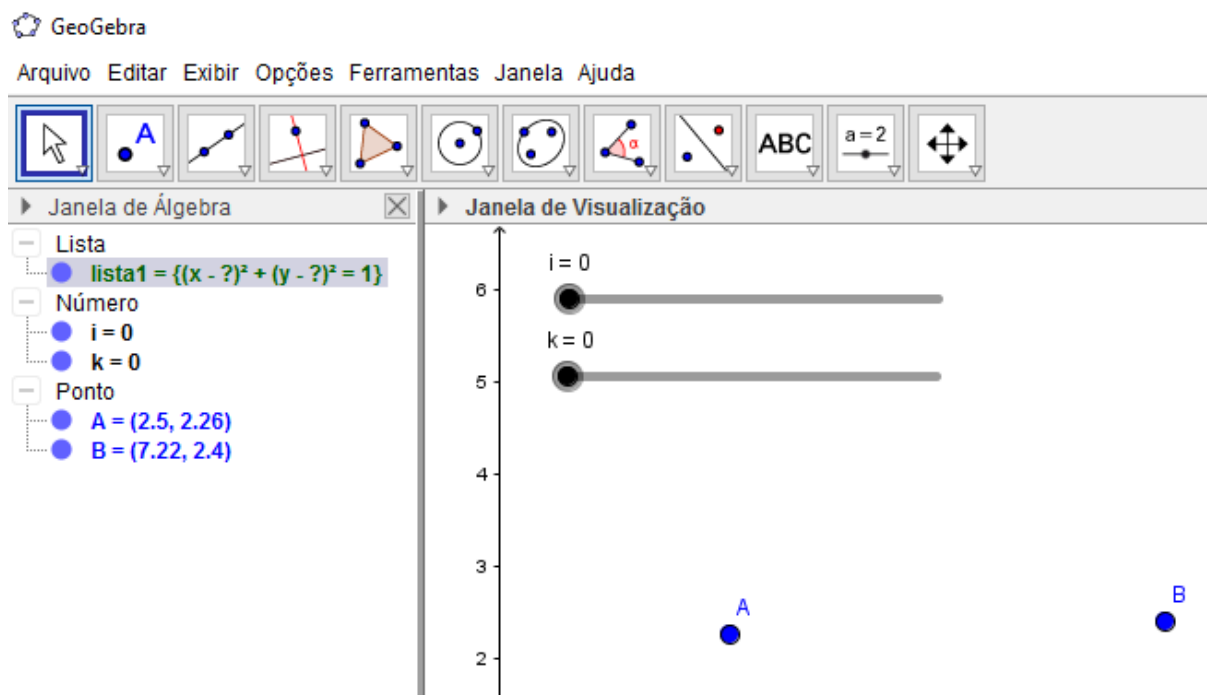 GeoGebra
Arquivo Editar Exibir Opções Ferramentas Janela Ajuda
A α ABC a=2
Janela de Álgebra
Lista
lista1 = {(x - ?)² + (y - ?)² = 1}
Número
i = 0
k = 0
Ponto
A = (2.5, 2.26)
B = (7.22, 2.4)
Janela de Visualização
i = 0
6
k = 0
5
4
3
A
B
2